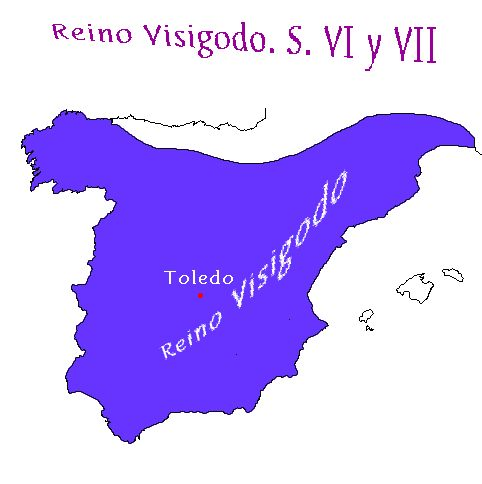 Reino Visigodo. S. VI y VII
Toledo
Reino Visigodo